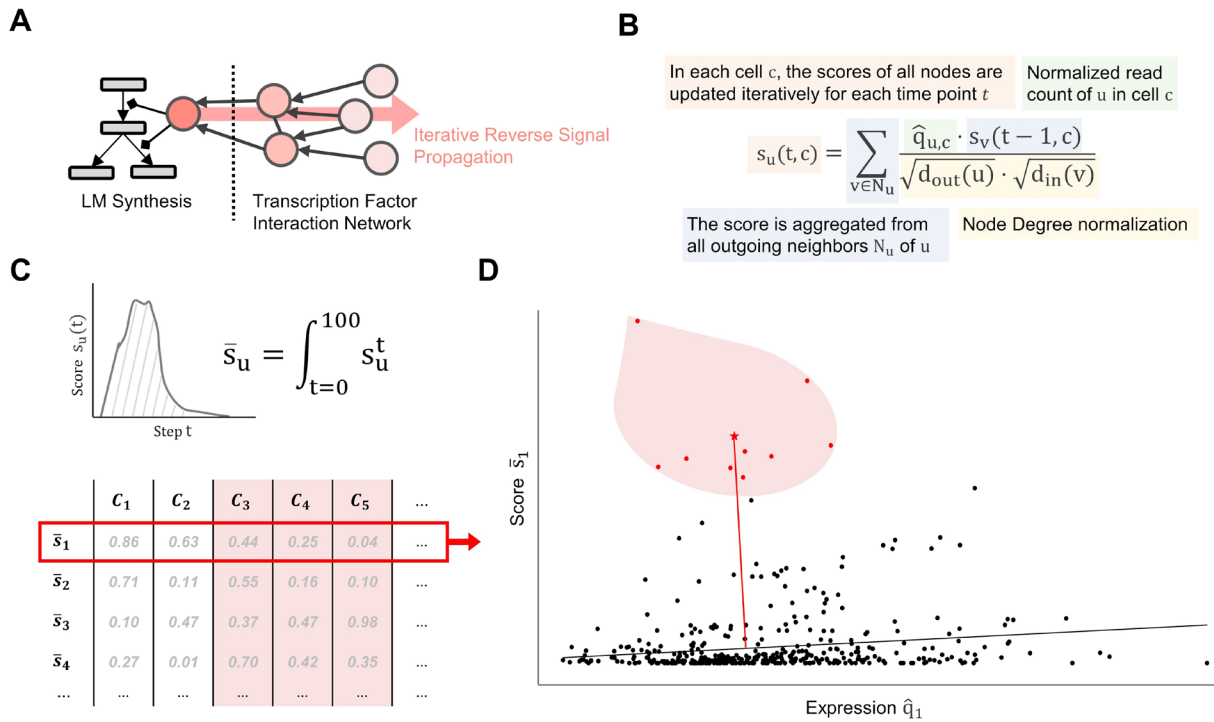 A
LM Synthesis
Transcription Factor
Interaction Network
Iterative Reverse Signal
Propagation
B
In each cell c, the scores of all nodes are
updated iteratively for each time point t
Normalized read
count of u in cell c
s_u(t, c) = ∑_{v∈N_u} \frac{q̂_{u,c} · s_v(t − 1, c)}{√d_out(u) · √d_in(v)}
The score is aggregated from
all outgoing neighbors N_u of u
Node Degree normalization
C
Score s_u(t)
Step t
s̄_u = ∫_{t=0}^{100} s_u^t
C_1 C_2 C_3 C_4 C_5 ...
s̄_1 0.86 0.63 0.44 0.25 0.04 ...
s̄_2 0.71 0.11 0.55 0.16 0.10 ...
s̄_3 0.10 0.47 0.37 0.47 0.98 ...
s̄_4 0.27 0.01 0.70 0.42 0.35 ...
... ... ... ... ... ... ...
D
Score s̄_1
Expression q̂_1